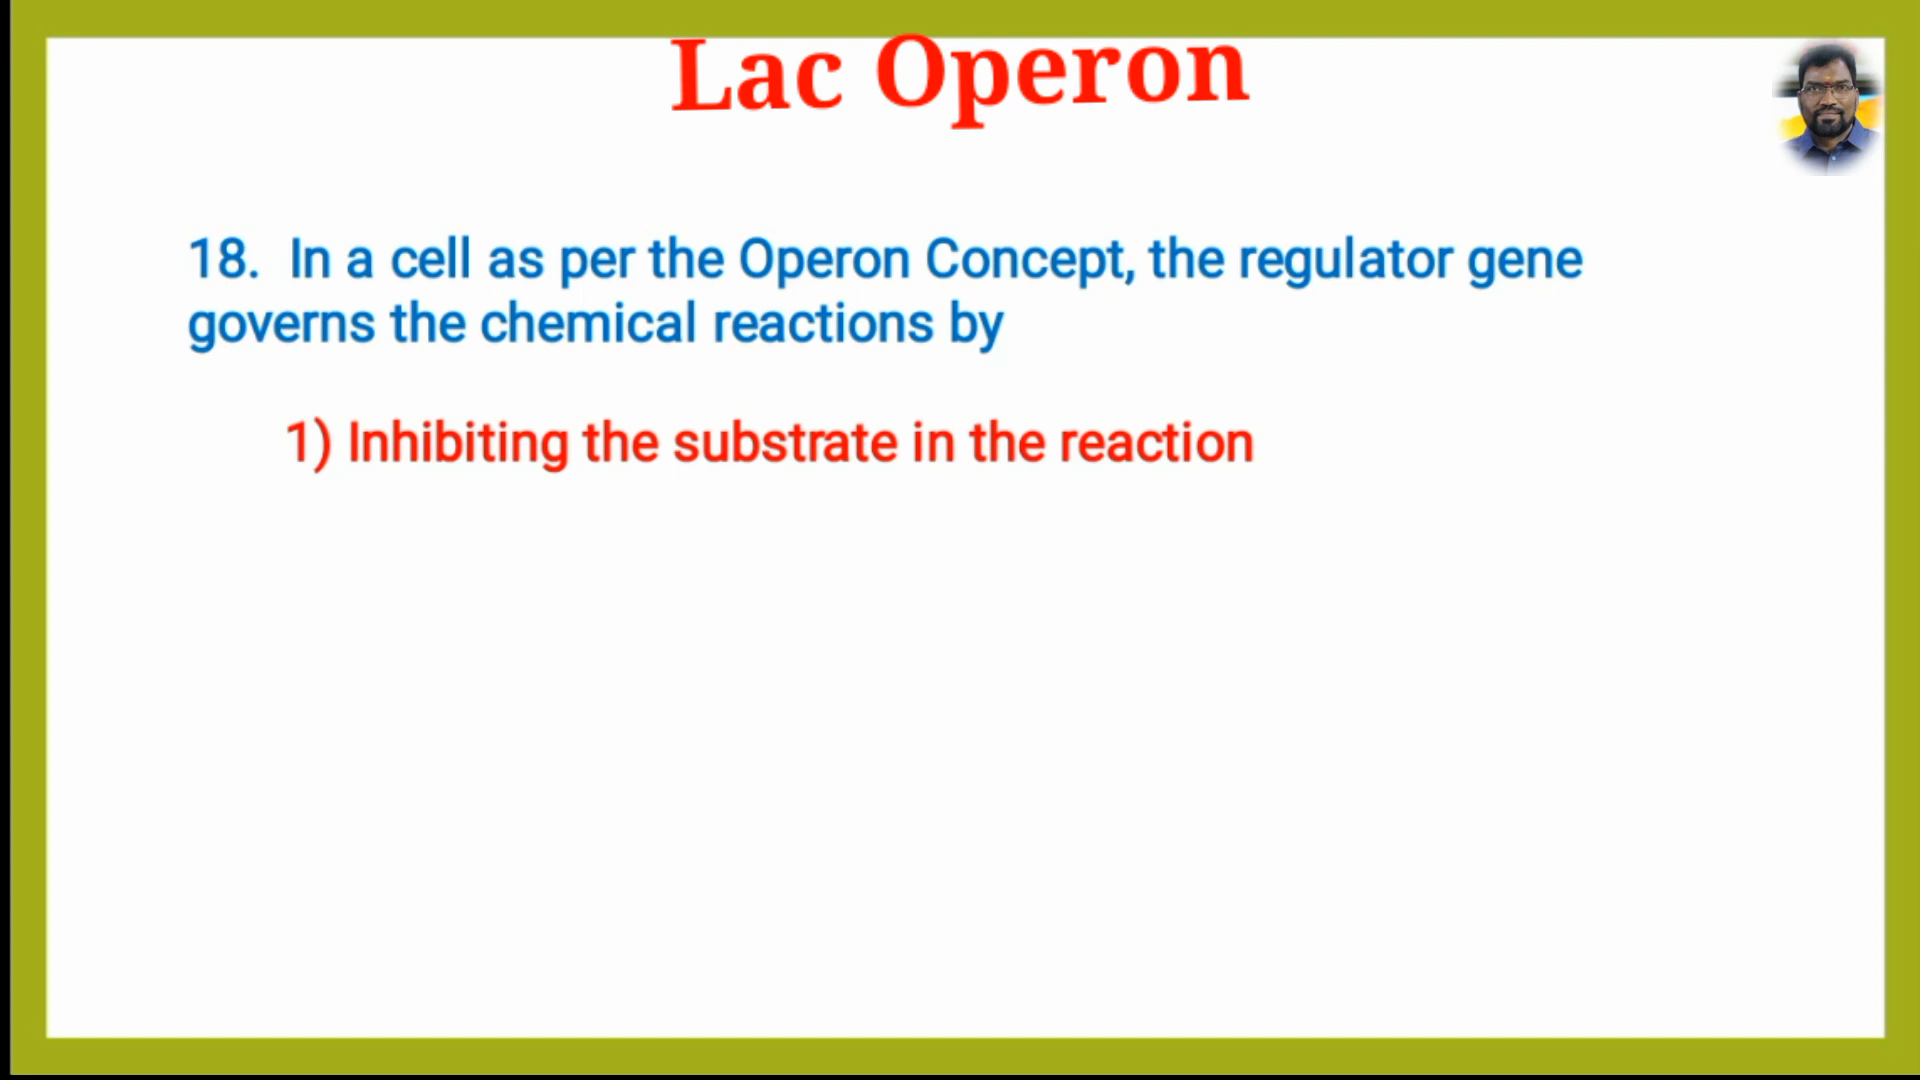 Lac Operon
18. In a cell as per the Operon Concept, the regulator gene
governs the chemical reactions by
1) Inhibiting the substrate in the reaction